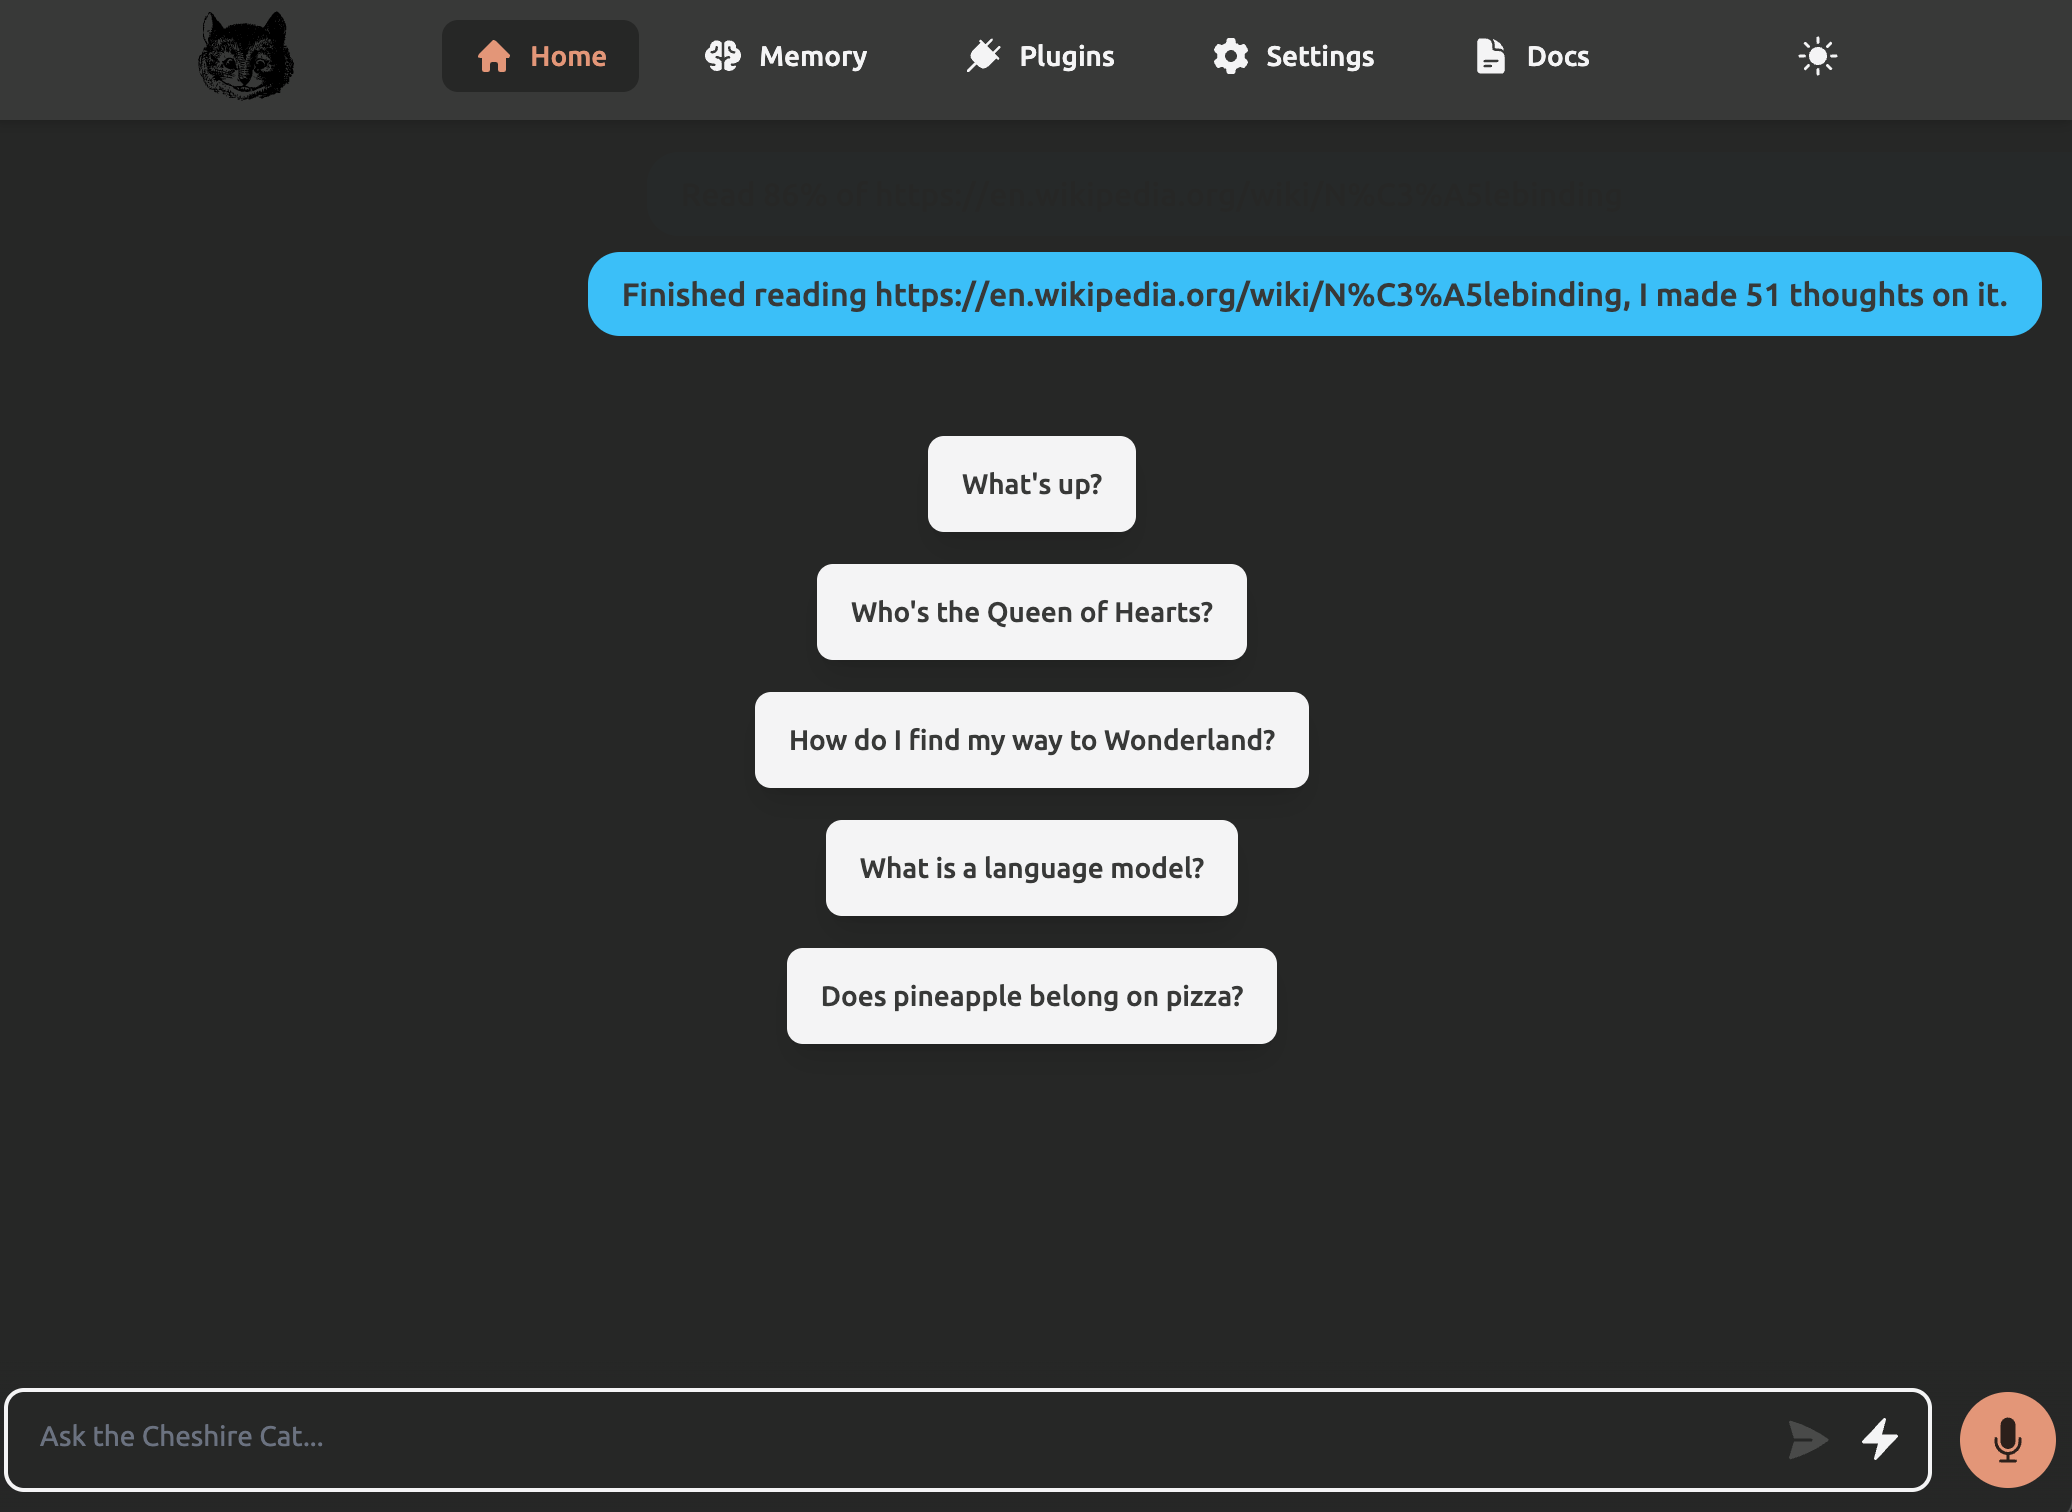 Home
Memory
Plugins
Settings
Docs
Finished reading https://en.wikipedia.org/wiki/N%C3%A5lebinding, I made 51 thoughts on it.
What's up?
Who's the Queen of Hearts?
How do I find my way to Wonderland?
What is a language model?
Does pineapple belong on pizza?
Ask the Cheshire Cat...